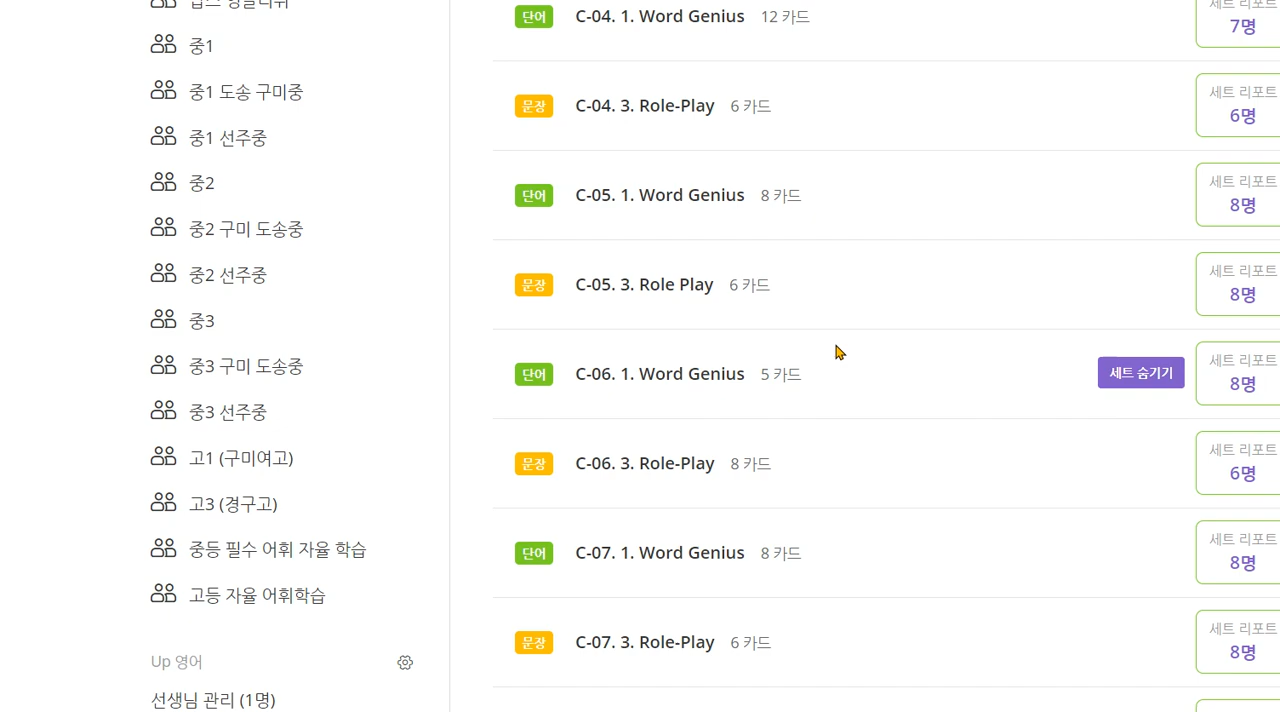 중1
중1 도송 구미중
중1 선주중
중2
중2 구미 도송중
중2 선주중
중3
중3 구미 도송중
중3 선주중
고1 (구미여고)
고3 (경구고)
중등 필수 어휘 자율 학습
고등 자율 어휘학습
Up 영어
선생님 관리 (1명)
단어 C-04. 1. Word Genius 12 카드
세트 리포트
7명
문장 C-04. 3. Role-Play 6 카드
세트 리포트
6명
단어 C-05. 1. Word Genius 8 카드
세트 리포트
8명
문장 C-05. 3. Role Play 6 카드
세트 리포트
8명
단어 C-06. 1. Word Genius 5 카드
세트 숨기기
세트 리포트
8명
문장 C-06. 3. Role-Play 8 카드
세트 리포트
6명
단어 C-07. 1. Word Genius 8 카드
세트 리포트
8명
문장 C-07. 3. Role-Play 6 카드
세트 리포트
8명